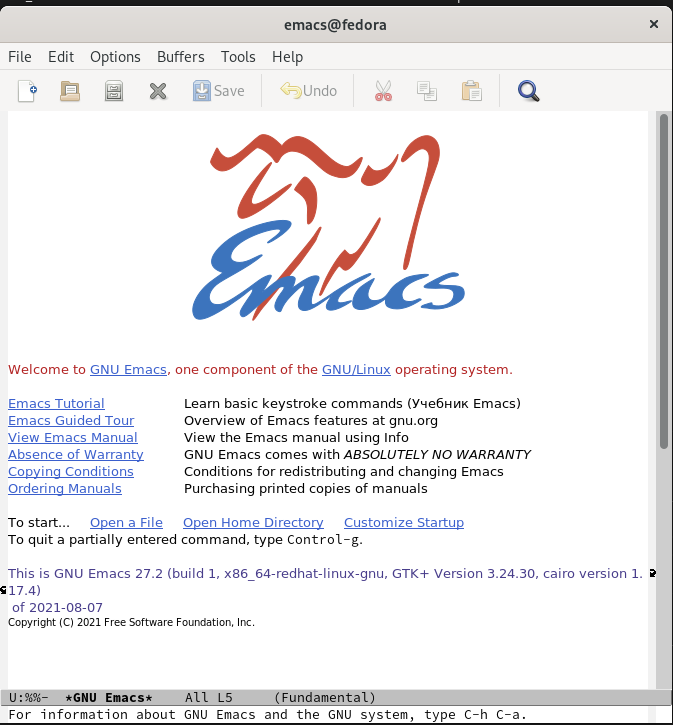 emacs@fedora
File Edit Options Buffers Tools Help
Save Undo
Emacs
Welcome to GNU Emacs, one component of the GNU/Linux operating system.
Emacs Tutorial Learn basic keystroke commands (Учебник Emacs)
Emacs Guided Tour Overview of Emacs features at gnu.org
View Emacs Manual View the Emacs manual using Info
Absence of Warranty GNU Emacs comes with ABSOLUTELY NO WARRANTY
Copying Conditions Conditions for redistributing and changing Emacs
Ordering Manuals Purchasing printed copies of manuals
To start... Open a File Open Home Directory Customize Startup
To quit a partially entered command, type Control-g.
This is GNU Emacs 27.2 (build 1, x86_64-redhat-linux-gnu, GTK+ Version 3.24.30, cairo version 1.
17.4)
of 2021-08-07
Copyright (C) 2021 Free Software Foundation, Inc.
U:%%- *GNU Emacs* All L5 (Fundamental)
For information about GNU Emacs and the GNU system, type C-h C-a.